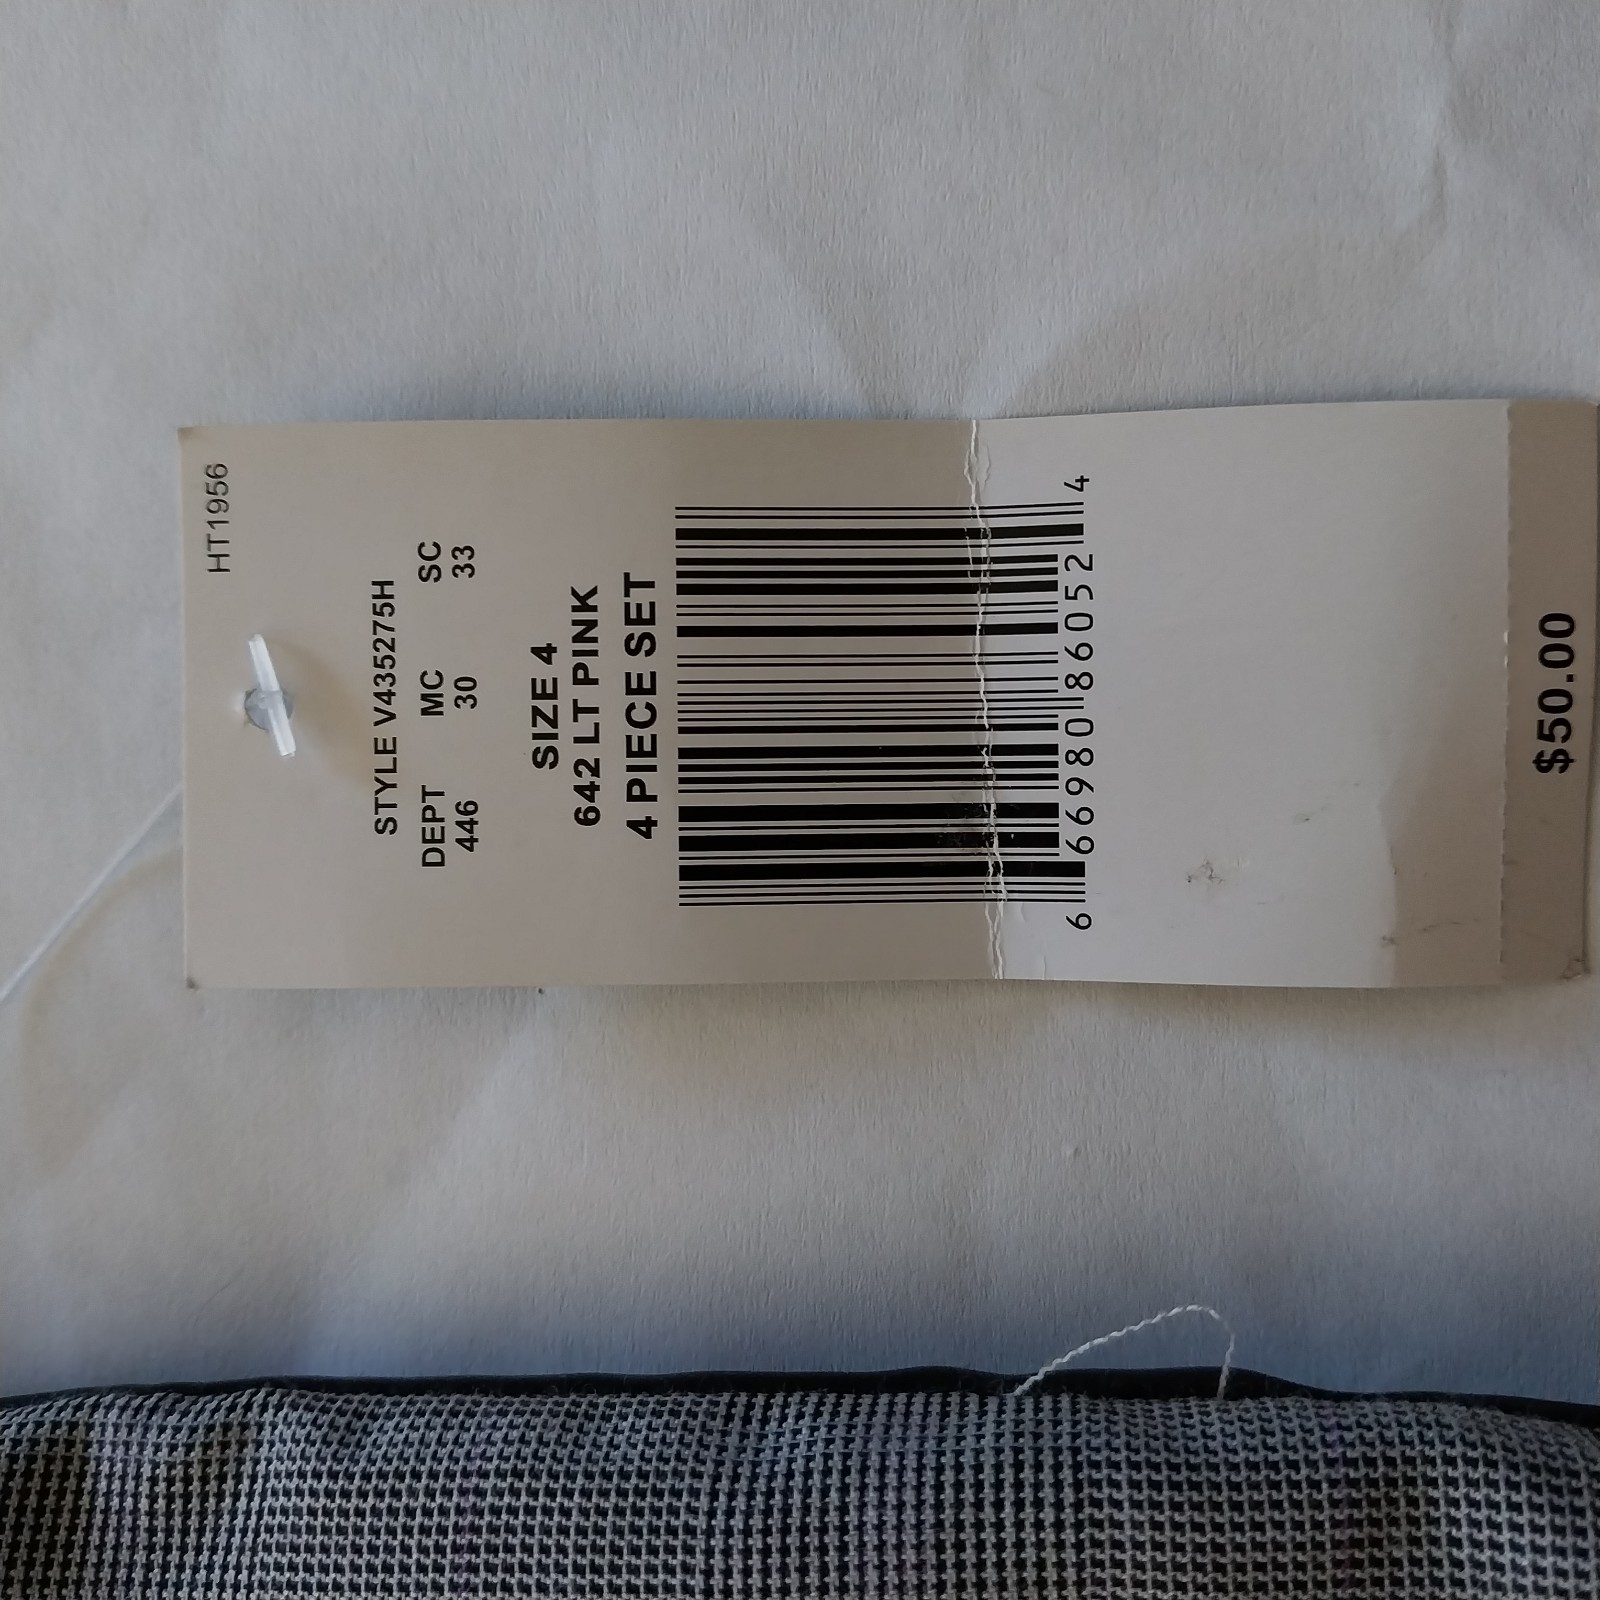 HT1956
STYLE V435275H
DEPT MC SC
446 30 33
SIZE 4
642 LT PINK
4 PIECE SET
6 66980 86052 4
$50.00